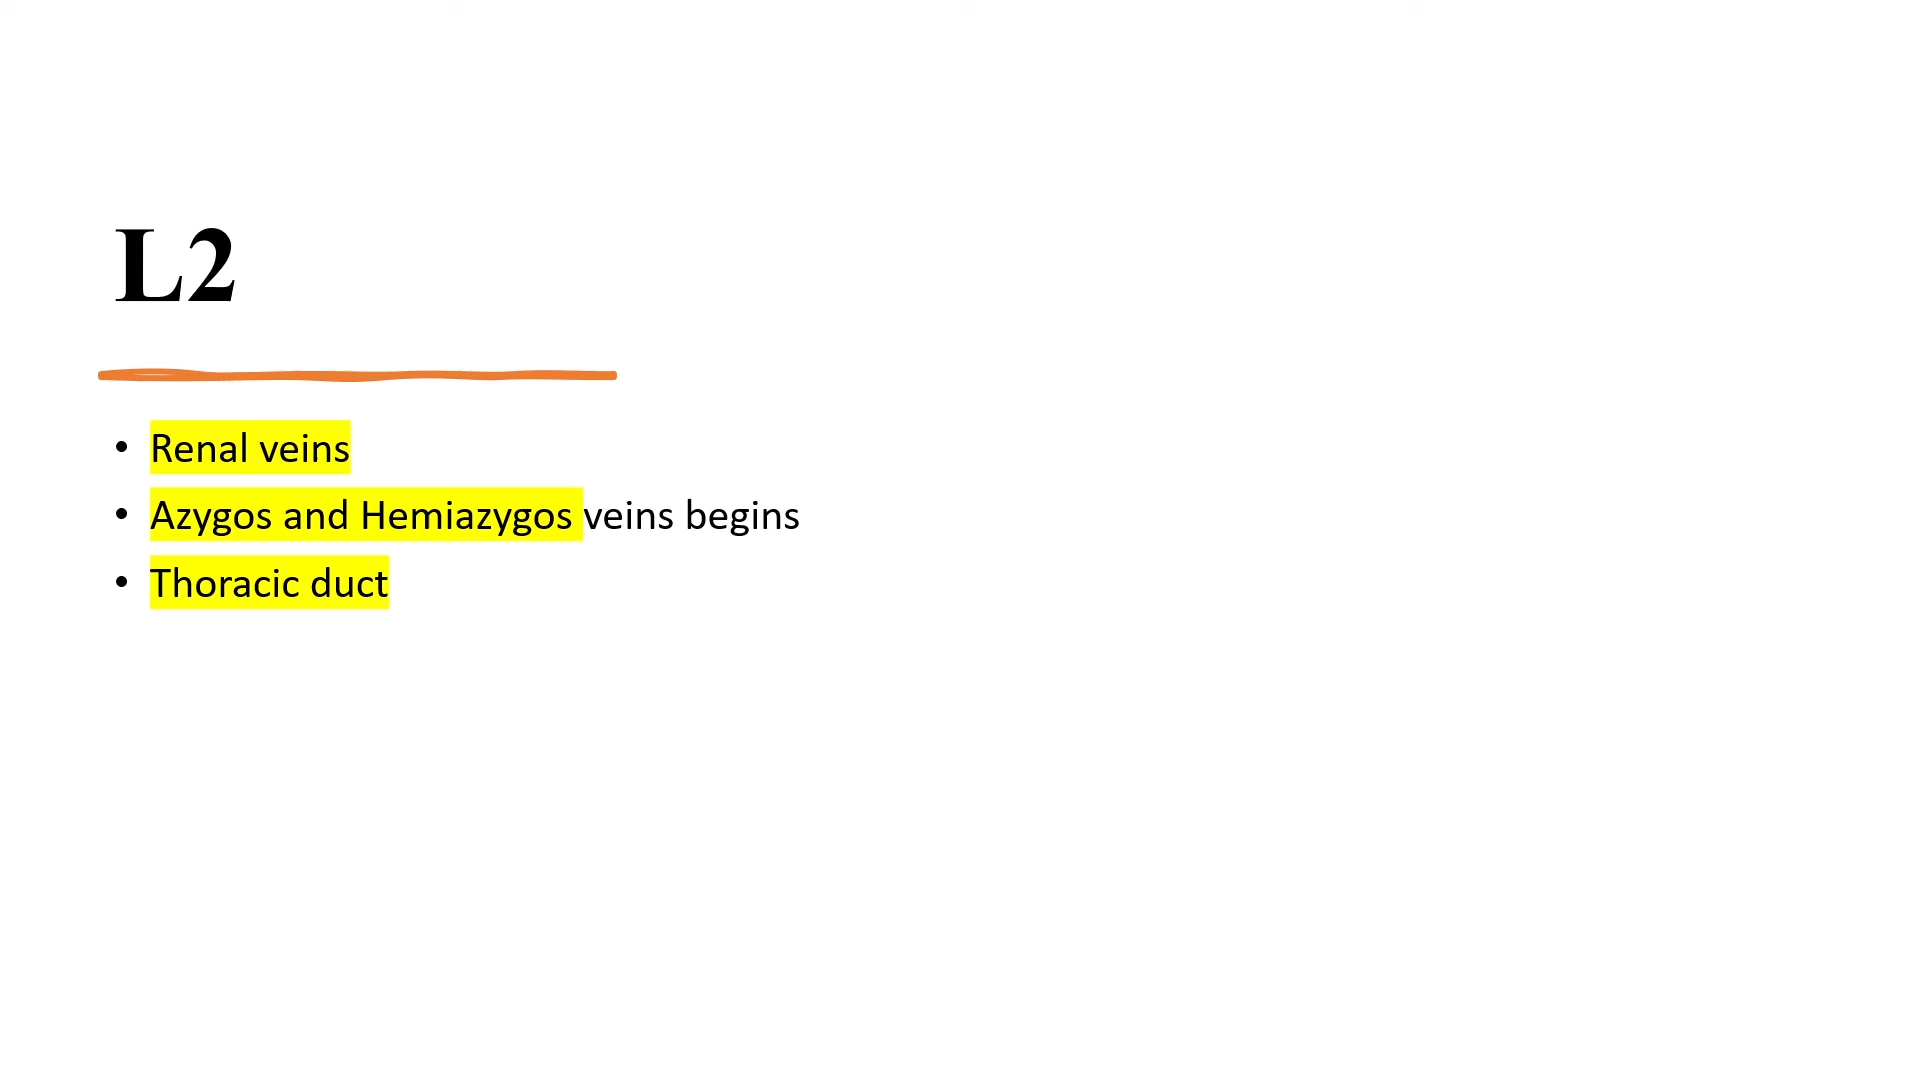 L2
• Renal veins
• Azygos and Hemiazygos veins begins
• Thoracic duct